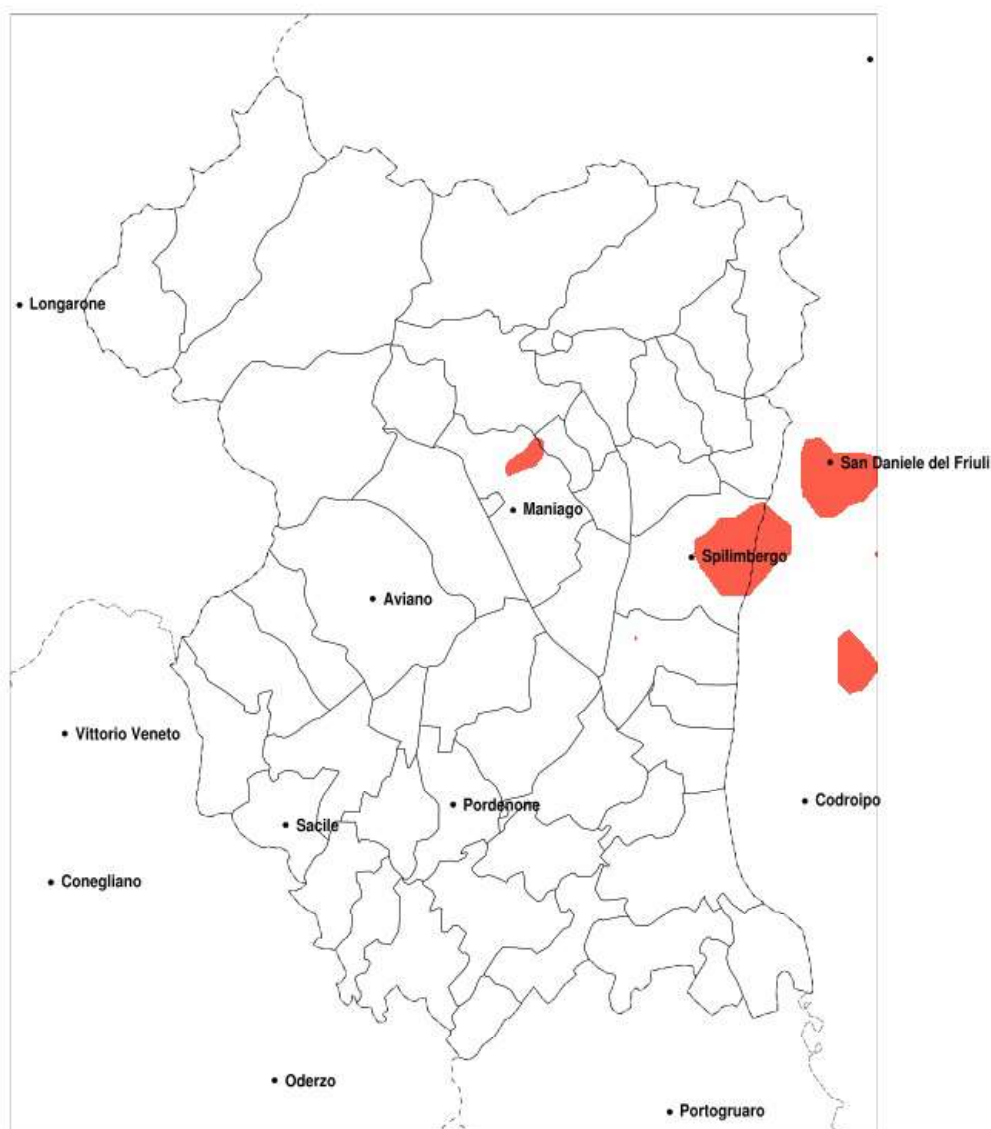 Longarone
San Daniele del Friuli
Maniago
Spilimbergo
Aviano
Vittorio Veneto
Codroipo
Pordenone
Sacile
Conegliano
Oderzo
Portogruaro